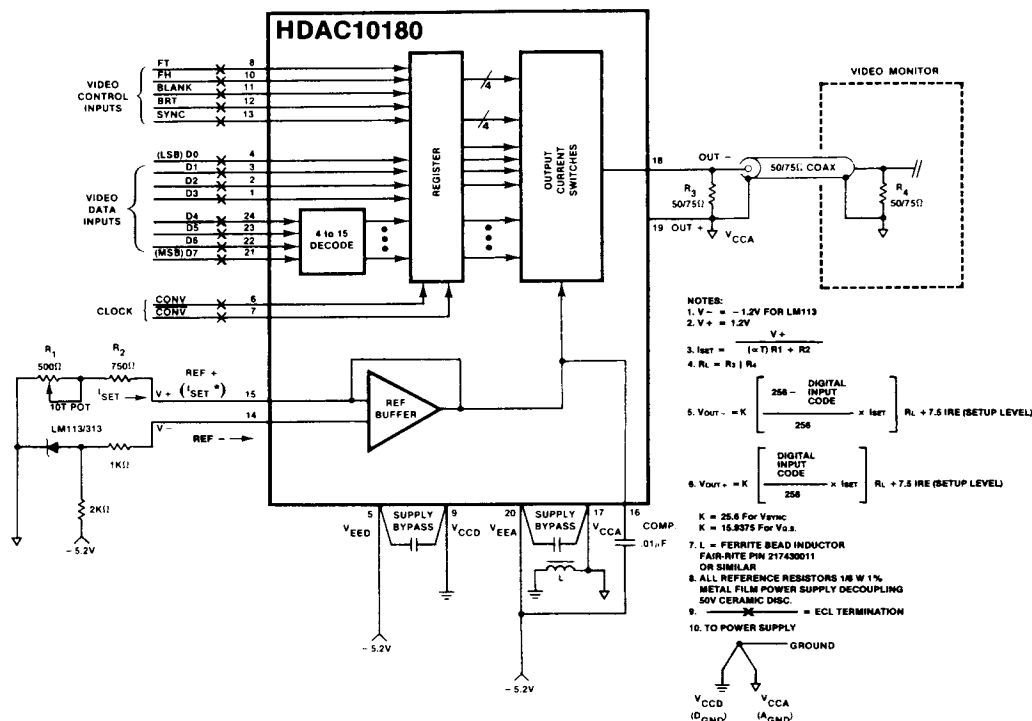 HDAC10180
VIDEO CONTROL INPUTS
FT 8
FH 10
BLANK 11
BRT 12
SYNC 13
VIDEO DATA INPUTS
(LSB) D0 4
D1 3
D2 2
D3 1
D4 24
D5 23
D6 22
(MSB) D7 21
4 to 15 DECODE
REGISTER
4
4
OUTPUT CURRENT SWITCHES
CLOCK
CONV 6
CONV 7
18 OUT −
19 OUT +
R3
50/75Ω
VCCA
50/75Ω COAX
VIDEO MONITOR
R4
50/75Ω
R1
500Ω
10T POT
R2
750Ω
ISET
REF +
(ISET *)
V+
15
14
V−
REF −
REF BUFFER
LM113/313
1KΩ
2KΩ
− 5.2V
5
VEED
SUPPLY BYPASS
9
VCCD
20
VEEA
SUPPLY BYPASS
17
VCCA
16
COMP.
.01µF
L
− 5.2V
− 5.2V
NOTES:
1. V − = − 1.2V FOR LM113
2. V + = 1.2V
3. ISET = V + / (∝T) R1 + R2
4. RL = R3 | R4
5. VOUT − = K [ 256 − DIGITAL INPUT CODE / 256 × ISET ] RL + 7.5 IRE (SETUP LEVEL)
6. VOUT + = K [ DIGITAL INPUT CODE / 256 × ISET ] RL + 7.5 IRE (SETUP LEVEL)
K = 25.6 For VSYNC
K = 15.9375 For VG.S.
7. L = FERRITE BEAD INDUCTOR
FAIR-RITE PIN 217430011
OR SIMILAR
8. ALL REFERENCE RESISTORS 1/8 W 1%
METAL FILM POWER SUPPLY DECOUPLING
50V CERAMIC DISC.
9. = ECL TERMINATION
10. TO POWER SUPPLY
GROUND
VCCD
(DGND)
VCCA
(AGND)